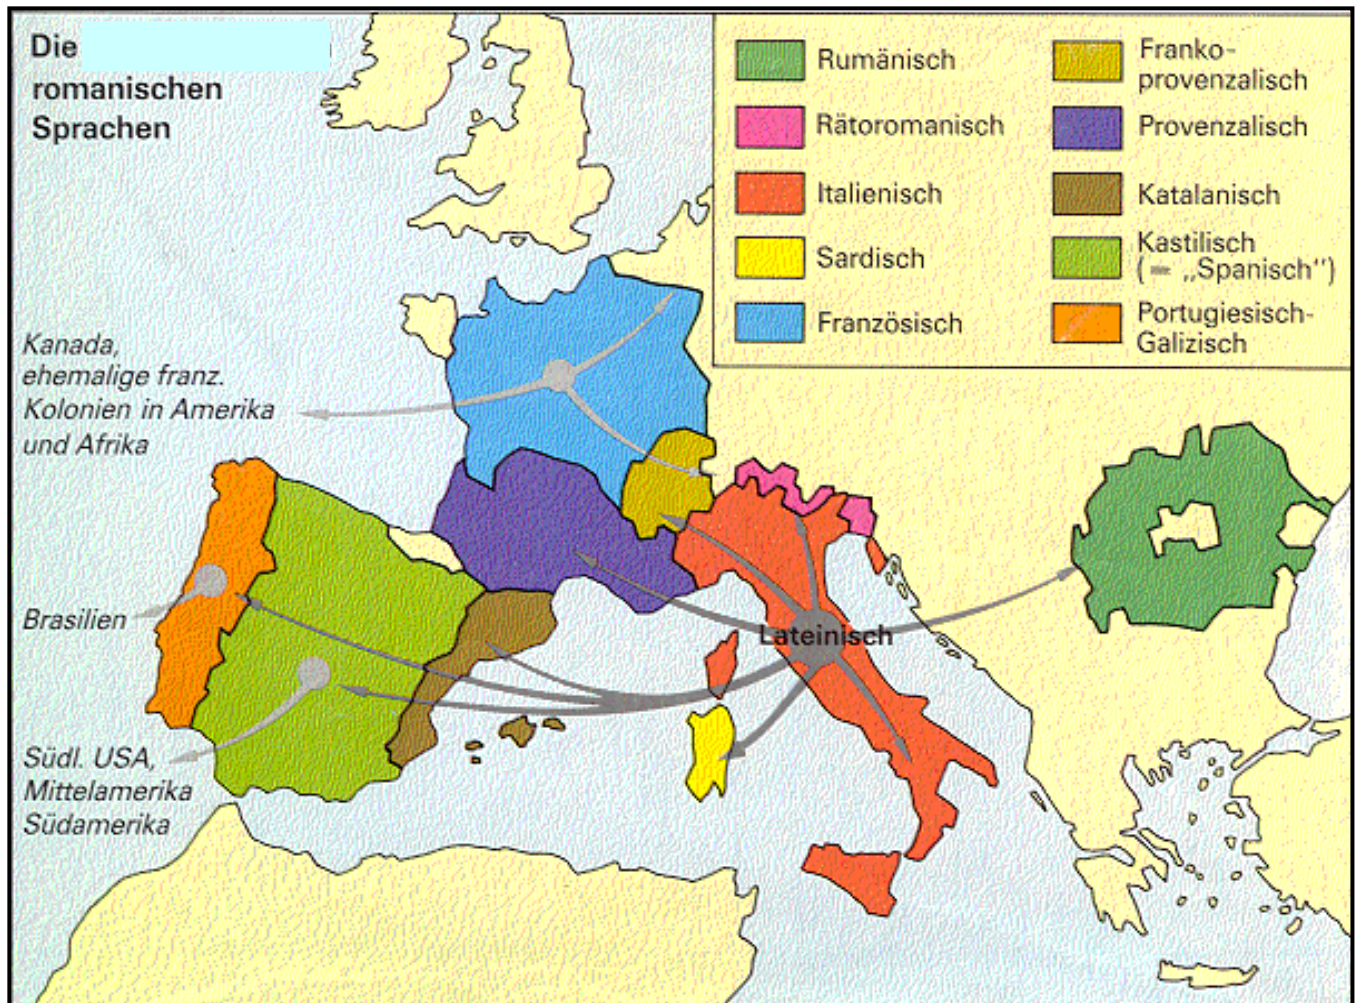 Die
romanischen
Sprachen
Rumänisch
Rätoromanisch
Italienisch
Sardisch
Französisch
Franko-
provenzalisch
Provenzalisch
Katalanisch
Kastilisch
(= „Spanisch")
Portugiesisch-
Galizisch
Kanada,
ehemalige franz.
Kolonien in Amerika
und Afrika
Brasilien
Lateinisch
Südl. USA,
Mittelamerika
Südamerika